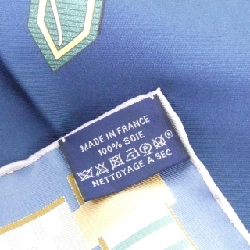 MADE IN FRANCE
100% SOIE
NETTOYAGE A SEC